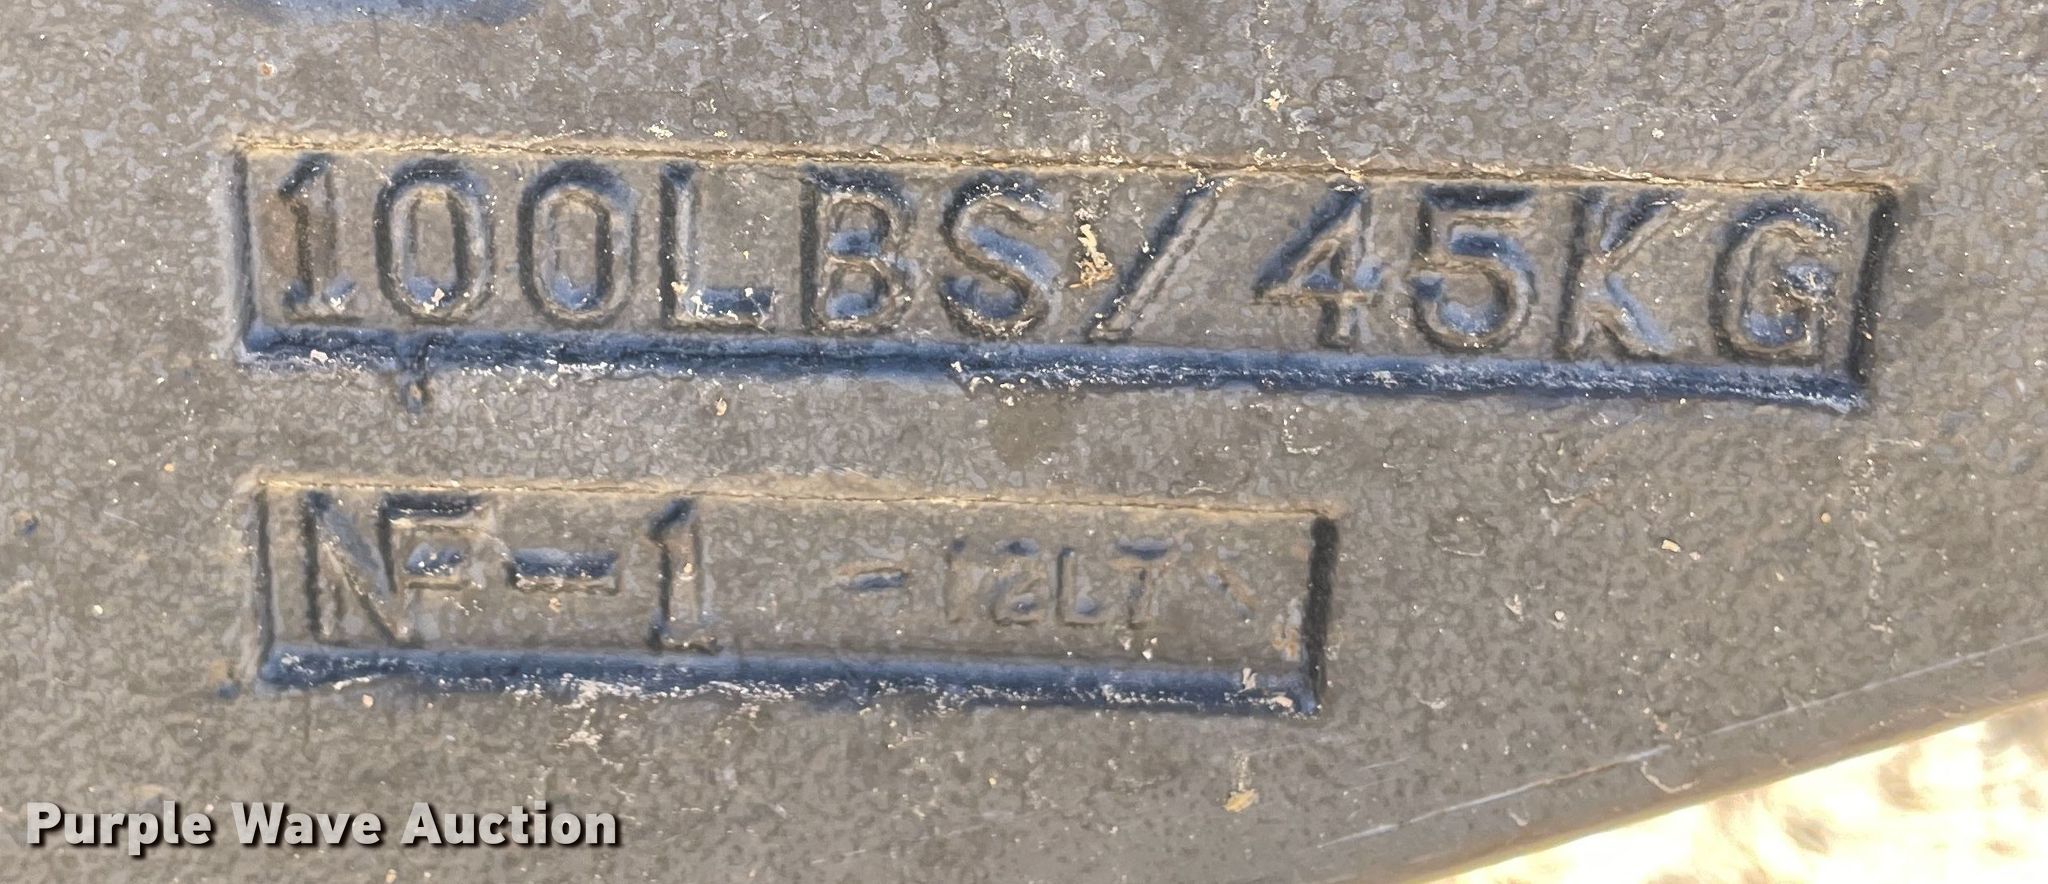 100LBS/45KG
NF-1
Purple Wave Auction